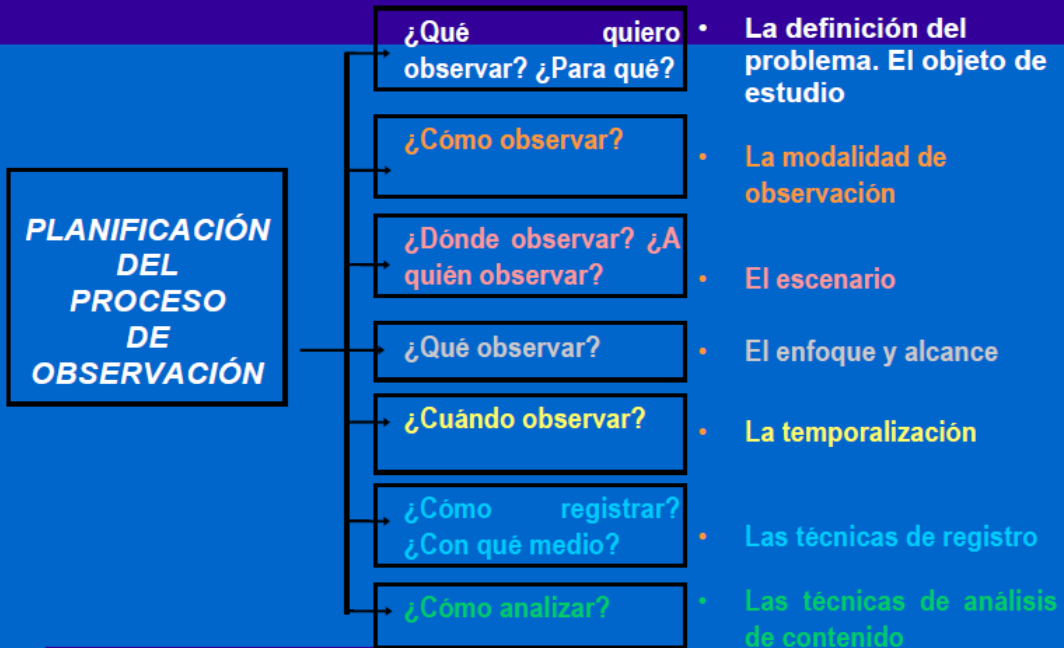 PLANIFICACIÓN
DEL
PROCESO
DE
OBSERVACIÓN
¿Qué quiero
observar? ¿Para qué?
• La definición del
problema. El objeto de
estudio
¿Cómo observar?
• La modalidad de
observación
¿Dónde observar? ¿A
quién observar?
• El escenario
¿Qué observar?
• El enfoque y alcance
¿Cuándo observar?
• La temporalización
¿Cómo registrar?
¿Con qué medio?
• Las técnicas de registro
¿Cómo analizar?
• Las técnicas de análisis
de contenido